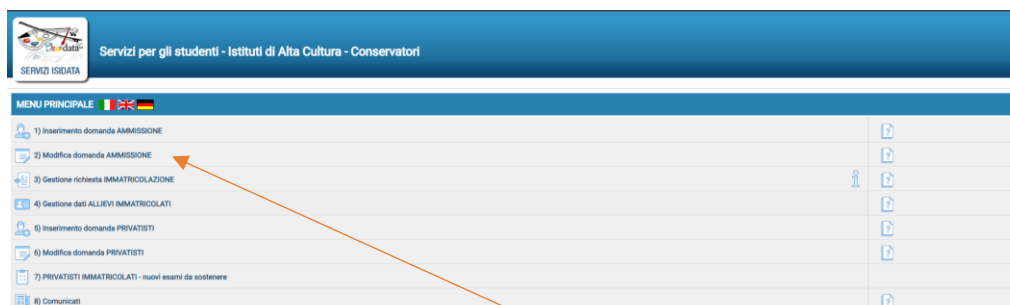 Isidata
SERVIZI ISIDATA
Servizi per gli studenti - Istituti di Alta Cultura - Conservatori
MENU PRINCIPALE
1) Inserimento domanda AMMISSIONE
2) Modifica domanda AMMISSIONE
3) Gestione richiesta IMMATRICOLAZIONE
4) Gestione dati ALLIEVI IMMATRICOLATI
5) Inserimento domanda PRIVATISTI
6) Modifica domanda PRIVATISTI
7) PRIVATISTI IMMATRICOLATI - nuovi esami da sostenere
8) Comunicati